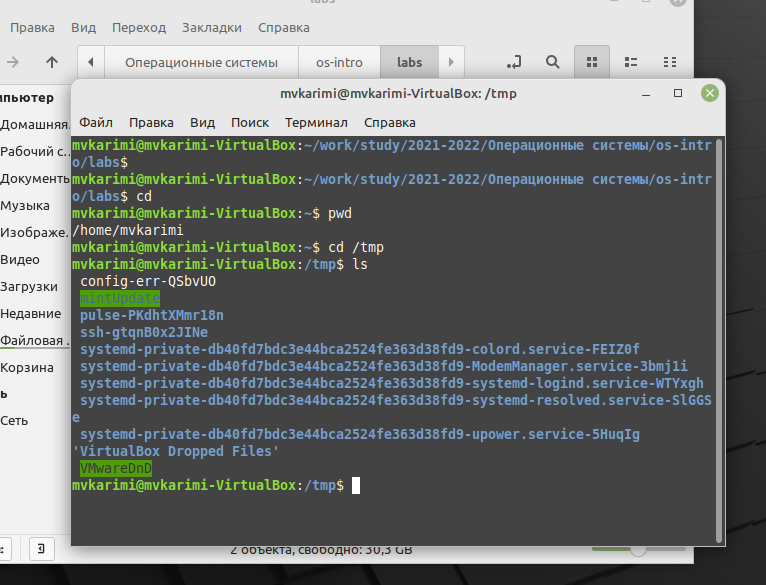 Правка Вид Переход Закладки Справка
Операционные системы os-intro labs
mvkarimi@mvkarimi-VirtualBox: /tmp
Файл Правка Вид Поиск Терминал Справка
Домашняя.
Рабочий с..
Документь
Музыка
Изображе.
Видео
Загрузки
Недавние
Файловая .
Корзина
Сеть
mvkarimi@mvkarimi-VirtualBox:~/work/study/2021-2022/Операционные системы/os-intr
o/labs$
mvkarimi@mvkarimi-VirtualBox:~/work/study/2021-2022/Операционные системы/os-intr
o/labs$ cd
mvkarimi@mvkarimi-VirtualBox:~$ pwd
/home/mvkarimi
mvkarimi@mvkarimi-VirtualBox:~$ cd /tmp
mvkarimi@mvkarimi-VirtualBox:/tmp$ ls
config-err-QSbvUO
mintUpdate
pulse-PKdhtXMmr18n
ssh-gtqnB0x2JINe
systemd-private-db40fd7bdc3e44bca2524fe363d38fd9-colord.service-FEIZ0f
systemd-private-db40fd7bdc3e44bca2524fe363d38fd9-ModemManager.service-3bmj1i
systemd-private-db40fd7bdc3e44bca2524fe363d38fd9-systemd-logind.service-WTYxgh
systemd-private-db40fd7bdc3e44bca2524fe363d38fd9-systemd-resolved.service-SlGGS
e
systemd-private-db40fd7bdc3e44bca2524fe363d38fd9-upower.service-5HuqIg
'VirtualBox Dropped Files'
VMwareDnD
mvkarimi@mvkarimi-VirtualBox:/tmp$
2 объекта, свободно: 30,3 GB